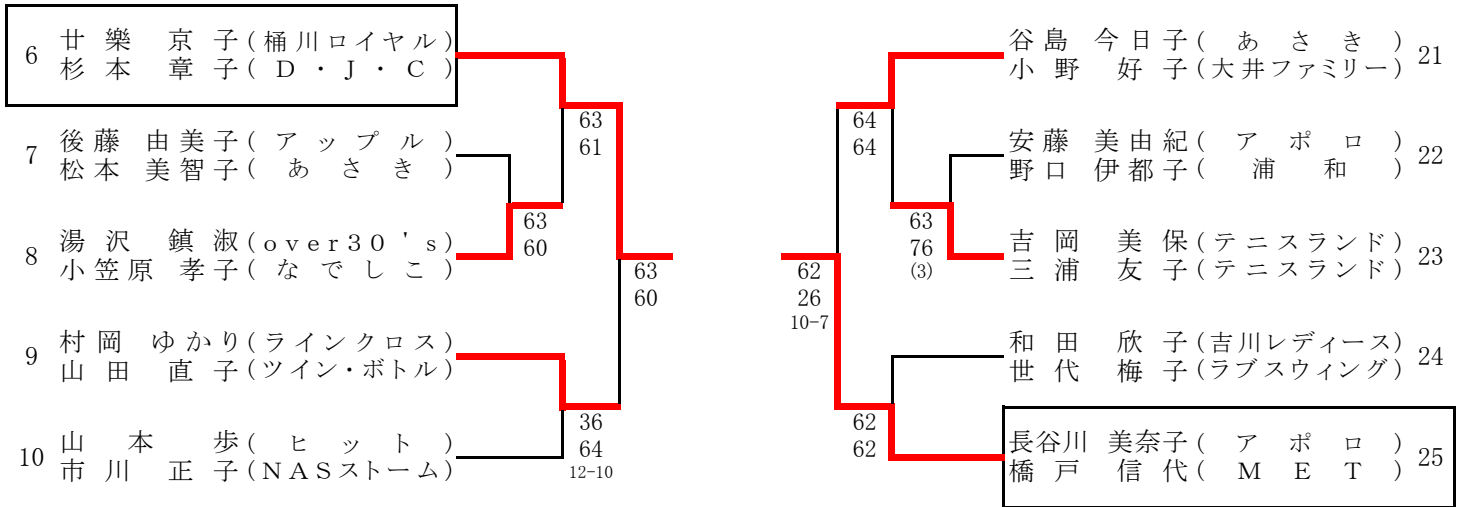 6 廿樂 京子(桶川ロイヤル)
杉本 章子(D・J・C)
7 後藤 由美子(アップル)
松本 美智子(あさき)
8 湯沢 鎮淑(over30's)
小笠原 孝子(なでしこ)
9 村岡 ゆかり(ラインクロス)
山田 直子(ツイン・ボトル)
10 山本 歩(ヒット)
市川 正子(NASストーム)
63
61
63
60
63
60
36
64
12-10
谷島 今日子(あさき) 21
小野 好子(大井ファミリー)
安藤 美由紀(アポロ) 22
野口 伊都子(浦和)
吉岡 美保(テニスランド) 23
三浦 友子(テニスランド)
和田 欣子(吉川レディース) 24
世代 梅子(ラブスウィング)
長谷川 美奈子(アポロ) 25
橋戸 信代(MET)
64
64
63
76
(3)
62
26
10-7
62
62